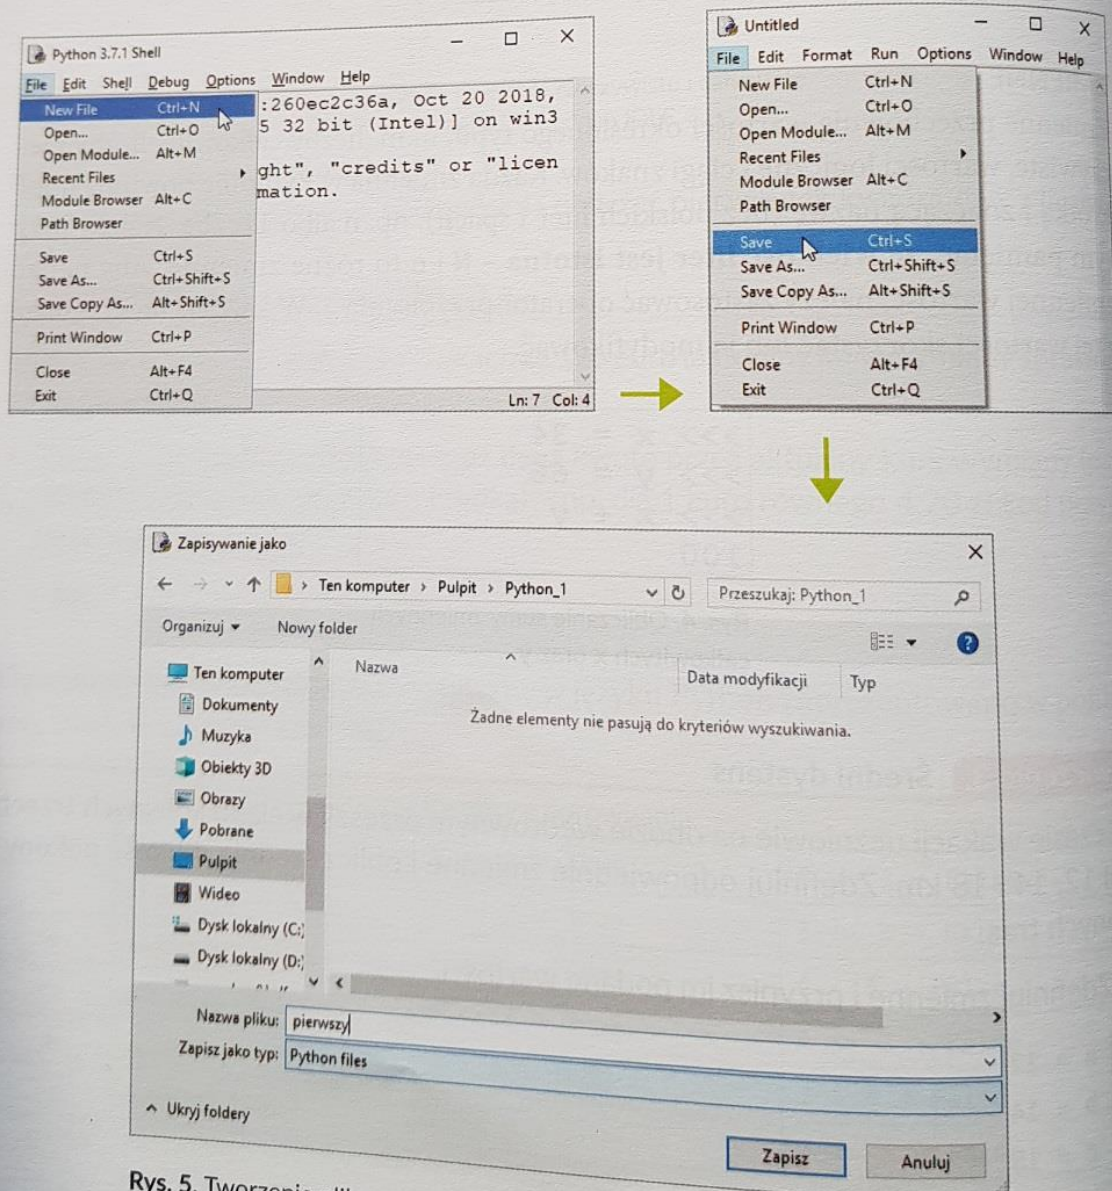 Python 3.7.1 Shell
File Edit Shell Debug Options Window Help
New File Ctrl+N
Open... Ctrl+O
Open Module... Alt+M
Recent Files
Module Browser Alt+C
Path Browser
Save Ctrl+S
Save As... Ctrl+Shift+S
Save Copy As... Alt+Shift+S
Print Window Ctrl+P
Close Alt+F4
Exit Ctrl+Q
:260ec2c36a, Oct 20 2018,
5 32 bit (Intel)] on win3
ght", "credits" or "licen
mation.
Ln: 7 Col: 4
Untitled
File Edit Format Run Options Window Help
New File Ctrl+N
Open... Ctrl+O
Open Module... Alt+M
Recent Files
Module Browser Alt+C
Path Browser
Save Ctrl+S
Save As... Ctrl+Shift+S
Save Copy As... Alt+Shift+S
Print Window Ctrl+P
Close Alt+F4
Exit Ctrl+Q
Zapisywanie jako
Ten komputer > Pulpit > Python_1
Przeszukaj: Python_1
Organizuj Nowy folder
Ten komputer
Dokumenty
Muzyka
Obiekty 3D
Obrazy
Pobrane
Pulpit
Wideo
Dysk lokalny (C:)
Dysk lokalny (D:)
Nazwa Data modyfikacji Typ
Żadne elementy nie pasują do kryteriów wyszukiwania.
Nazwa pliku: pierwszy
Zapisz jako typ: Python files
Ukryj foldery
Zapisz Anuluj
Rys. 5. Tworzenie